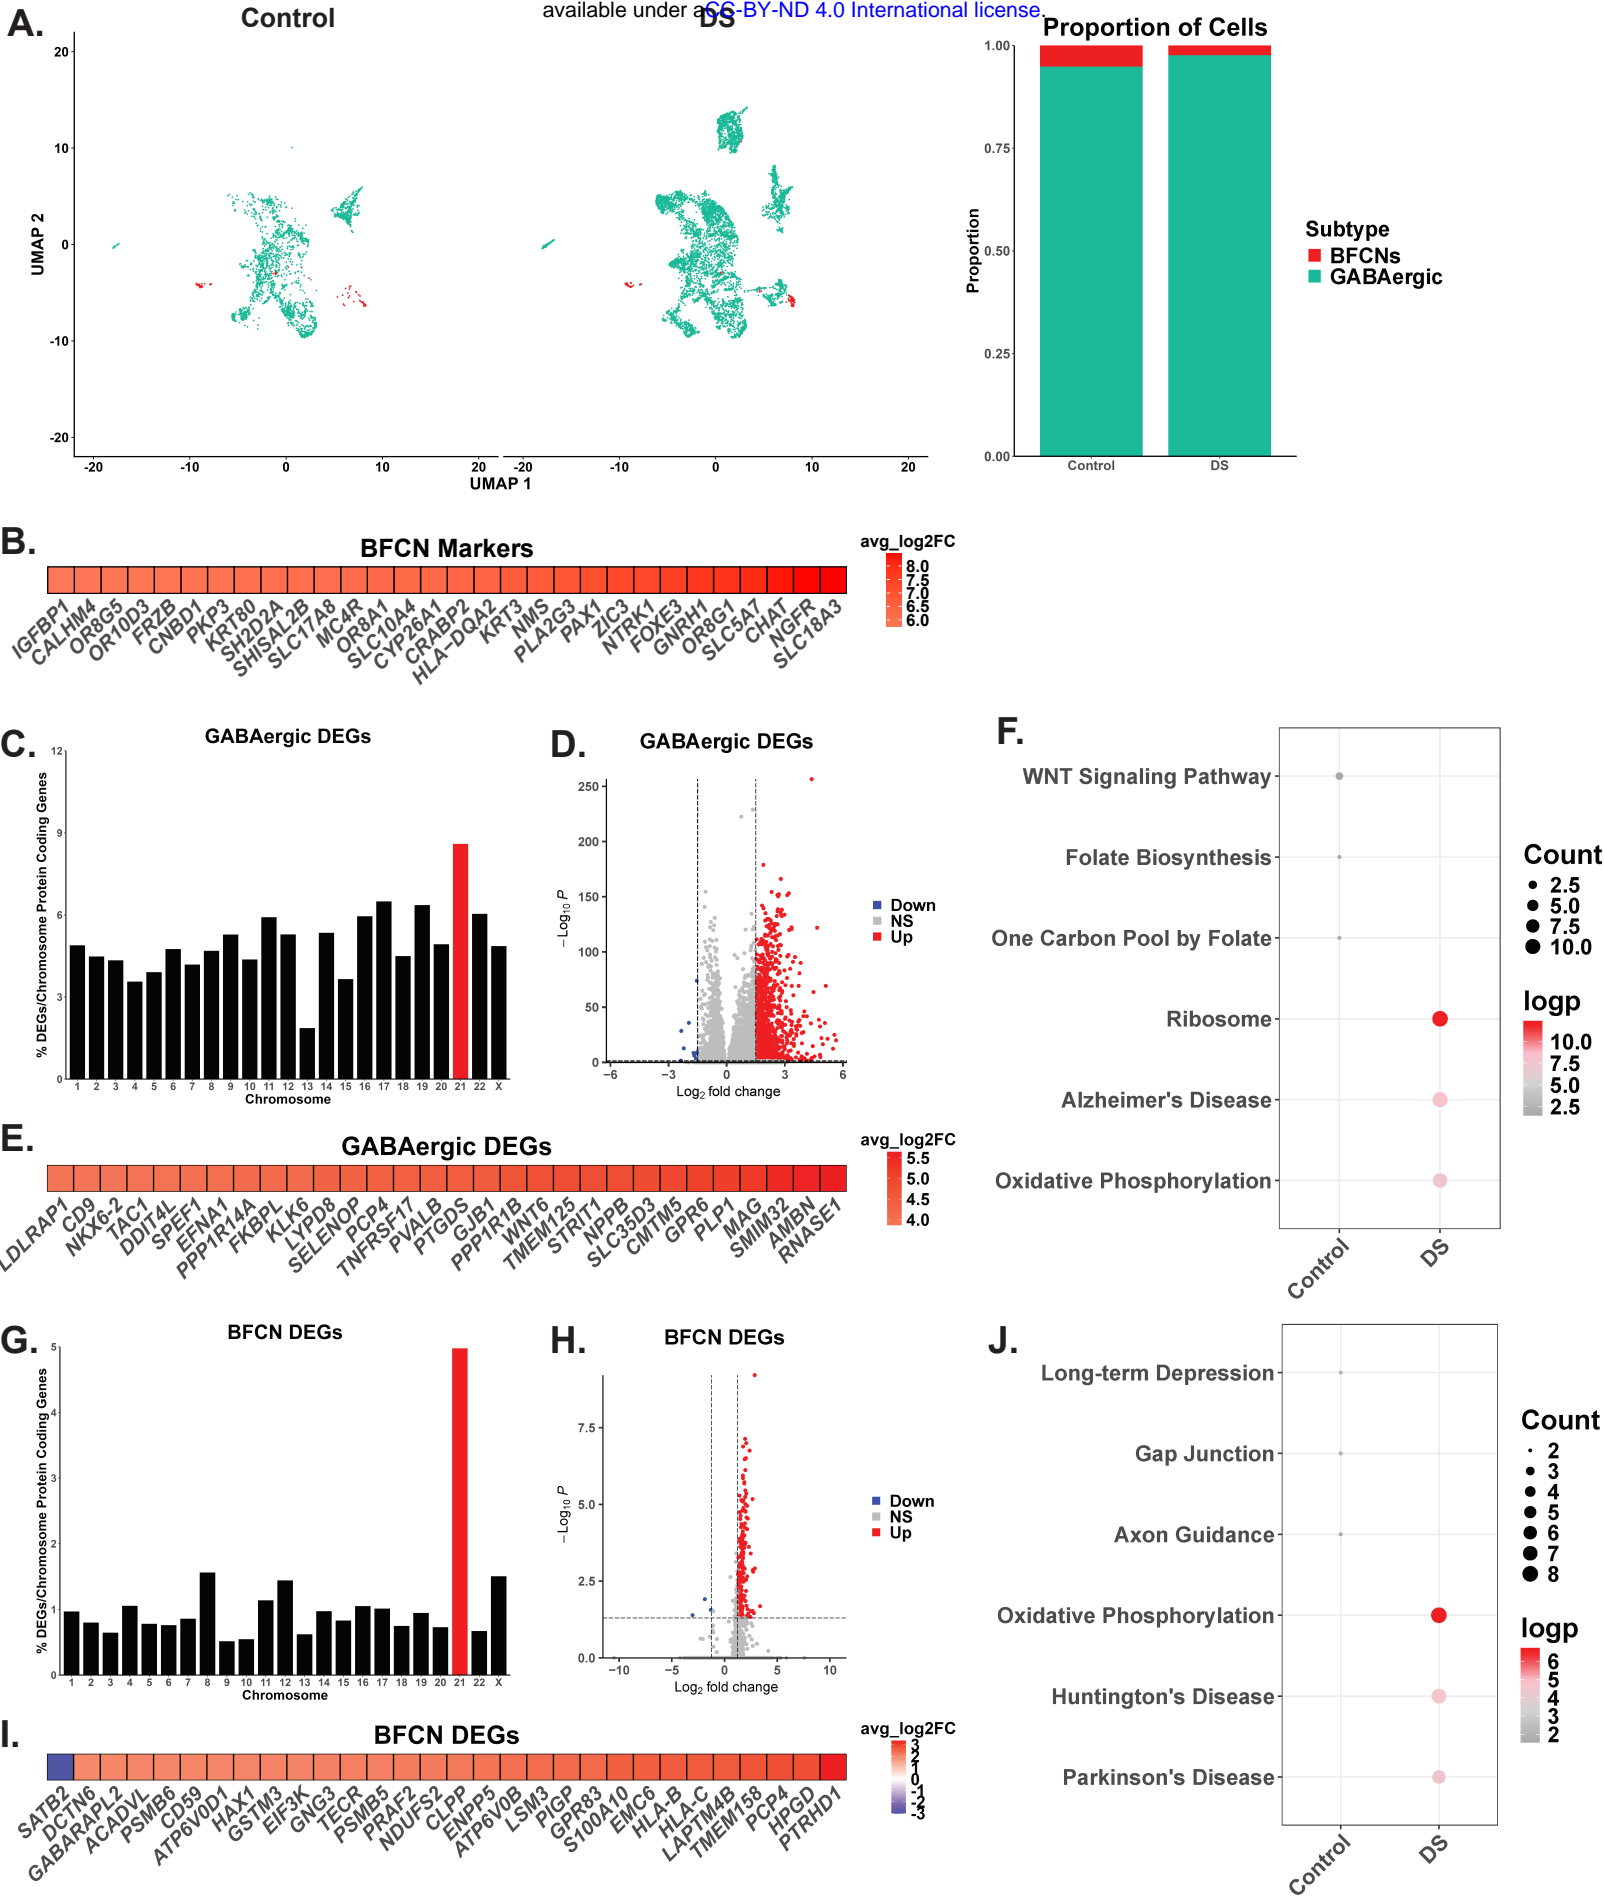 available under aCC-BY-ND 4.0 International license.
A.
Control
DS
Proportion of Cells
20
10
0
-10
-20
UMAP 2
-20
-10
0
10
20
-20
-10
0
10
20
UMAP 1
1.00
0.75
0.50
0.25
0.00
Proportion
Control
DS
Subtype
BFCNs
GABAergic
B.
BFCN Markers
IGFBP1
CALHM4
OR8G5
OR10D3
FRZB
CNBD1
PKP3
KRT80
SH2D2A
SHISAL2B
SLC17A8
MC4R
OR8A1
SLC10A4
CYP26A1
CRABP2
HLA-DQA2
KRT3
NMS
PLA2G3
PAX1
ZIC3
NTRK1
FOXE3
GNRH1
OR8G1
SLC5A7
CHAT
NGFR
SLC18A3
avg_log2FC
8.0
7.5
7.0
6.5
6.0
C.
GABAergic DEGs
12
9
6
3
0
% DEGs/Chromosome Protein Coding Genes
1 2 3 4 5 6 7 8 9 10 11 12 13 14 15 16 17 18 19 20 21 22 X
Chromosome
D.
GABAergic DEGs
250
200
150
100
50
0
−Log10 P
−6
−3
0
3
6
Log2 fold change
Down
NS
Up
E.
GABAergic DEGs
LDLRAP1
CD9
NKX6-2
TAC1
DDIT4L
SPEF1
EFNA1
PPP1R14A
FKBPL
KLK6
LYPD8
SELENOP
PCP4
TNFRSF17
PVALB
PTGDS
GJB1
PPP1R1B
WNT6
TMEM125
STRIT1
NPPB
SLC35D3
CMTM5
GPR6
PLP1
MAG
SMM32
AMBN
RNASE1
avg_log2FC
5.5
5.0
4.5
4.0
F.
WNT Signaling Pathway
Folate Biosynthesis
One Carbon Pool by Folate
Ribosome
Alzheimer's Disease
Oxidative Phosphorylation
Control
DS
Count
2.5
5.0
7.5
10.0
logp
10.0
7.5
5.0
2.5
G.
BFCN DEGs
5
4
3
2
1
0
% DEGs/Chromosome Protein Coding Genes
1 2 3 4 5 6 7 8 9 10 11 12 13 14 15 16 17 18 19 20 21 22 X
Chromosome
H.
BFCN DEGs
7.5
5.0
2.5
0.0
−Log10 P
−10
−5
0
5
10
Log2 fold change
Down
NS
Up
I.
BFCN DEGs
SATB2
DCTN6
GABARAPL2
ACADVL
PSMB6
CD59
ATP6V0D1
HAX1
GSTM3
EIF3K
GNG3
TECR
PSMB5
PRAF2
NDUFS2
CLPP
ENPP5
ATP6V0B
LSM3
PIGP
GPR83
S100A10
EMC6
HLA-B
HLA-C
LAPTM4B
TMEM158
PCP4
HPGD
PTRHD1
avg_log2FC
3
2
1
0
-1
-2
-3
J.
Long-term Depression
Gap Junction
Axon Guidance
Oxidative Phosphorylation
Huntington's Disease
Parkinson's Disease
Control
DS
Count
2
3
4
5
6
7
8
logp
6
5
4
3
2